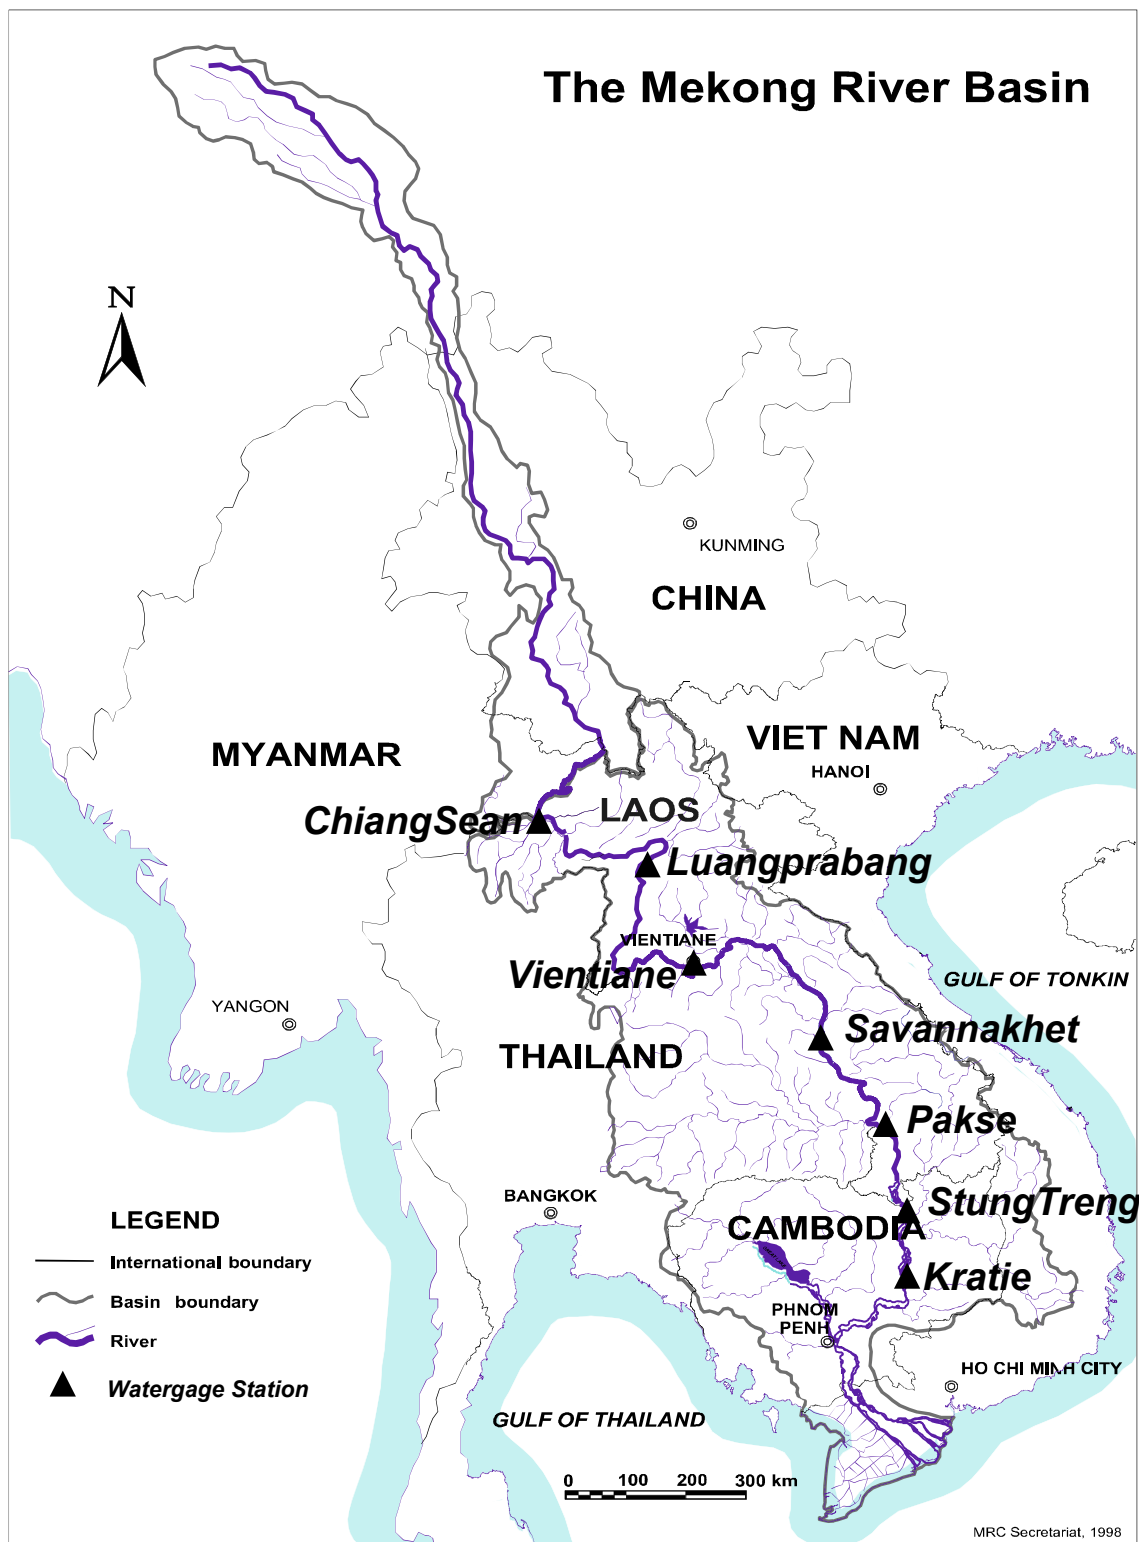 The Mekong River Basin
N
KUNMING
CHINA
MYANMAR
VIET NAM
HANOI
LAOS
ChiangSean
Luangprabang
VIENTIANE
Vientiane
GULF OF TONKIN
YANGON
Savannakhet
THAILAND
Pakse
BANGKOK
StungTreng
CAMBODIA
Kratie
PHNOM
PENH
HO CHI MINH CITY
GULF OF THAILAND
LEGEND
International boundary
Basin boundary
River
Watergage Station
0 100 200 300 km
MRC Secretariat, 1998